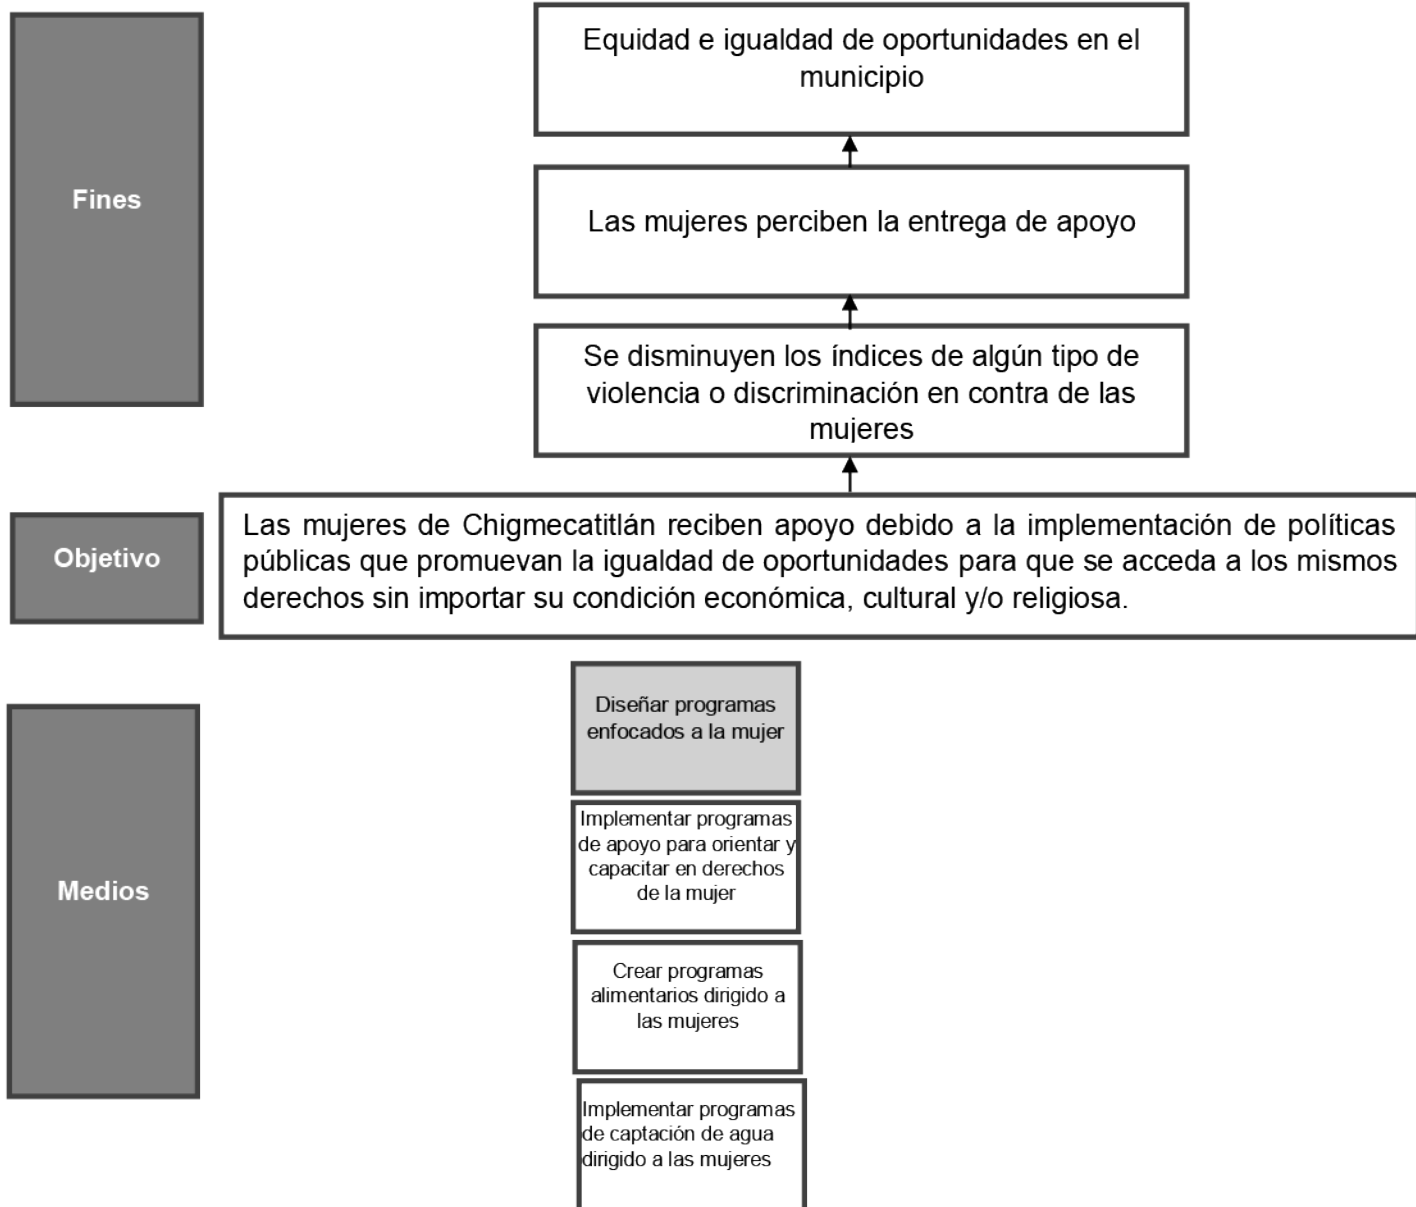 Fines
Equidad e igualdad de oportunidades en el
municipio
Las mujeres perciben la entrega de apoyo
Se disminuyen los índices de algún tipo de
violencia o discriminación en contra de las
mujeres
Objetivo
Las mujeres de Chigmecatitlán reciben apoyo debido a la implementación de políticas
públicas que promuevan la igualdad de oportunidades para que se acceda a los mismos
derechos sin importar su condición económica, cultural y/o religiosa.
Medios
Diseñar programas
enfocados a la mujer
Implementar programas
de apoyo para orientar y
capacitar en derechos
de la mujer
Crear programas
alimentarios dirigido a
las mujeres
Implementar programas
de captación de agua
dirigido a las mujeres